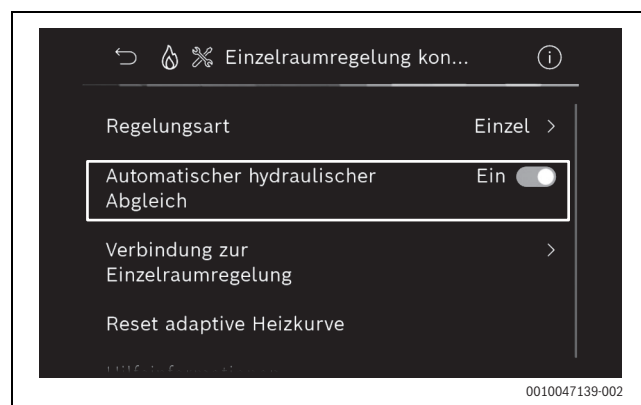 Einzelraumregelung kon...
Regelungsart Einzel >
Automatischer hydraulischer Ein
Abgleich
Verbindung zur >
Einzelraumregelung
Reset adaptive Heizkurve
0010047139-002